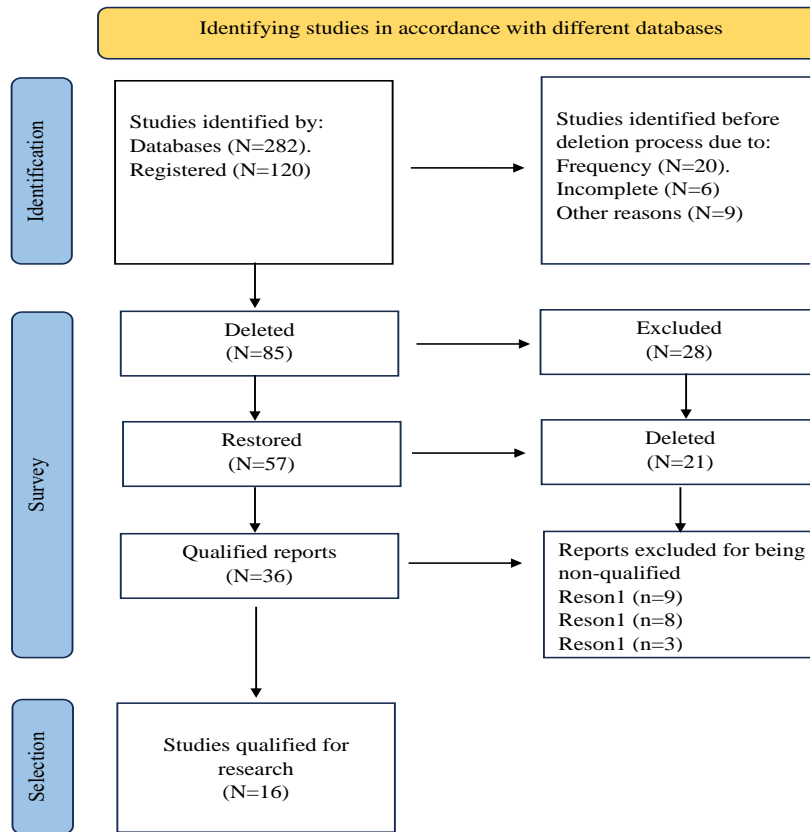 Identifying studies in accordance with different databases
Identification
Studies identified by:
Databases (N=282).
Registered (N=120)
Studies identified before
deletion process due to:
Frequency (N=20).
Incomplete (N=6)
Other reasons (N=9)
Survey
Deleted
(N=85)
Excluded
(N=28)
Restored
(N=57)
Deleted
(N=21)
Qualified reports
(N=36)
Reports excluded for being
non-qualified
Reson1 (n=9)
Reson1 (n=8)
Reson1 (n=3)
Selection
Studies qualified for
research
(N=16)